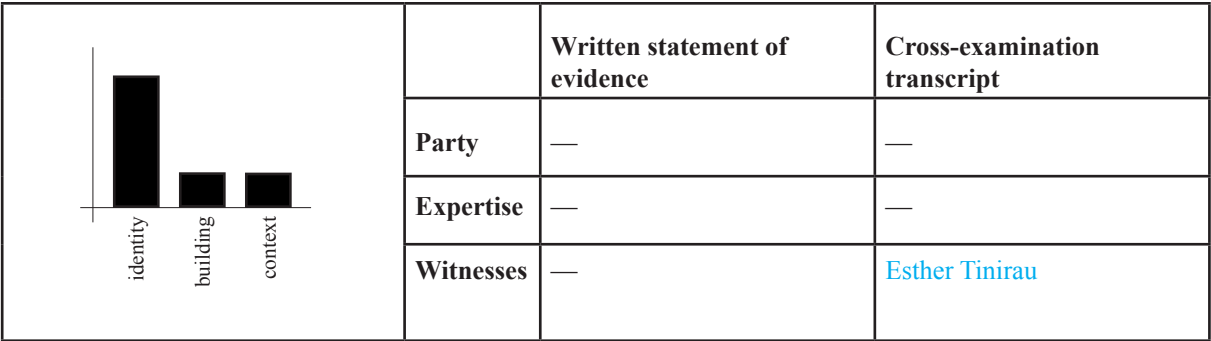 identity
building
context
Written statement of
evidence
Cross-examination
transcript
Party — —
Expertise — —
Witnesses — Esther Tinirau